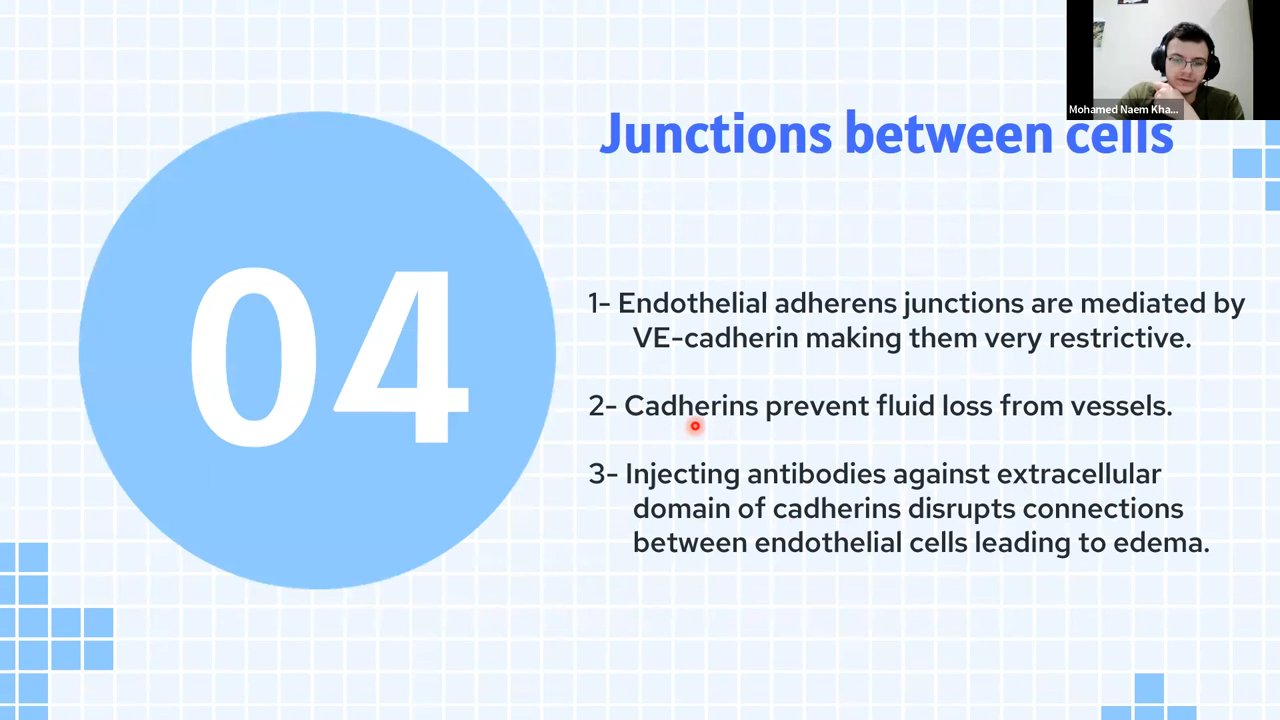 Mohamed Naem Kha...
Junctions between cells
04
1- Endothelial adherens junctions are mediated by
VE-cadherin making them very restrictive.
2- Cadherins prevent fluid loss from vessels.
3- Injecting antibodies against extracellular
domain of cadherins disrupts connections
between endothelial cells leading to edema.